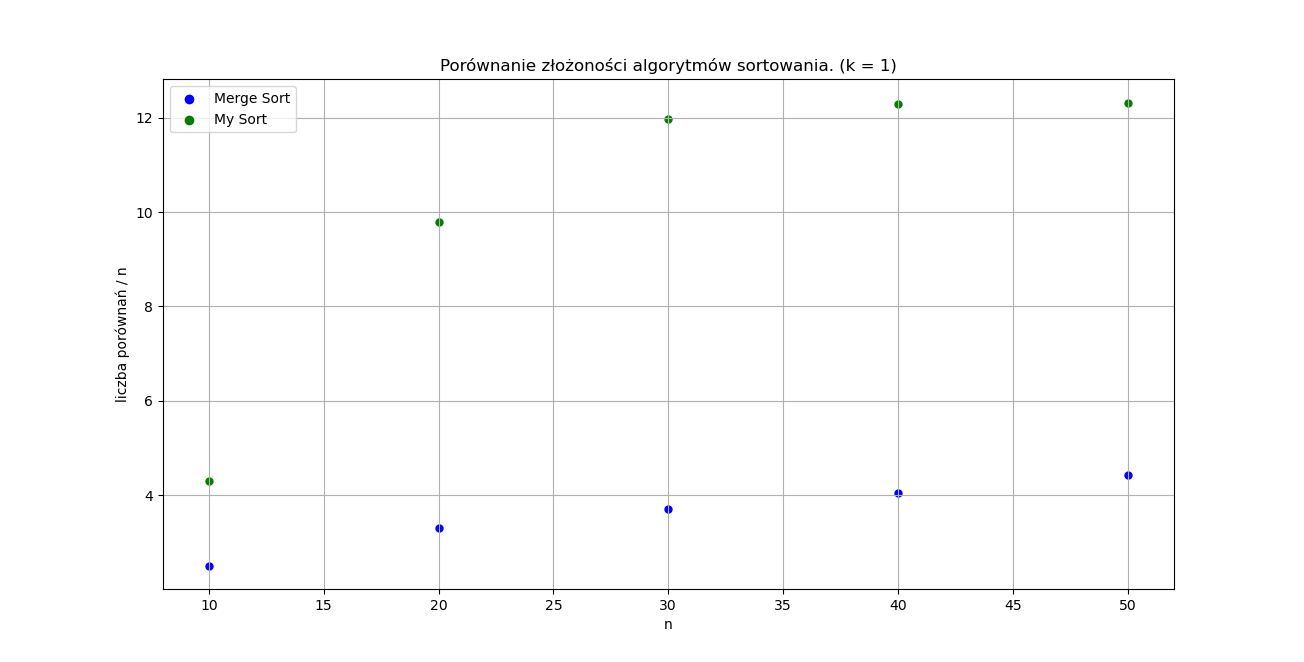 Porównanie złożoności algorytmów sortowania. (k = 1)
Merge Sort
My Sort
12
10
8
6
4
liczba porównań / n
10 15 20 25 30 35 40 45 50
n